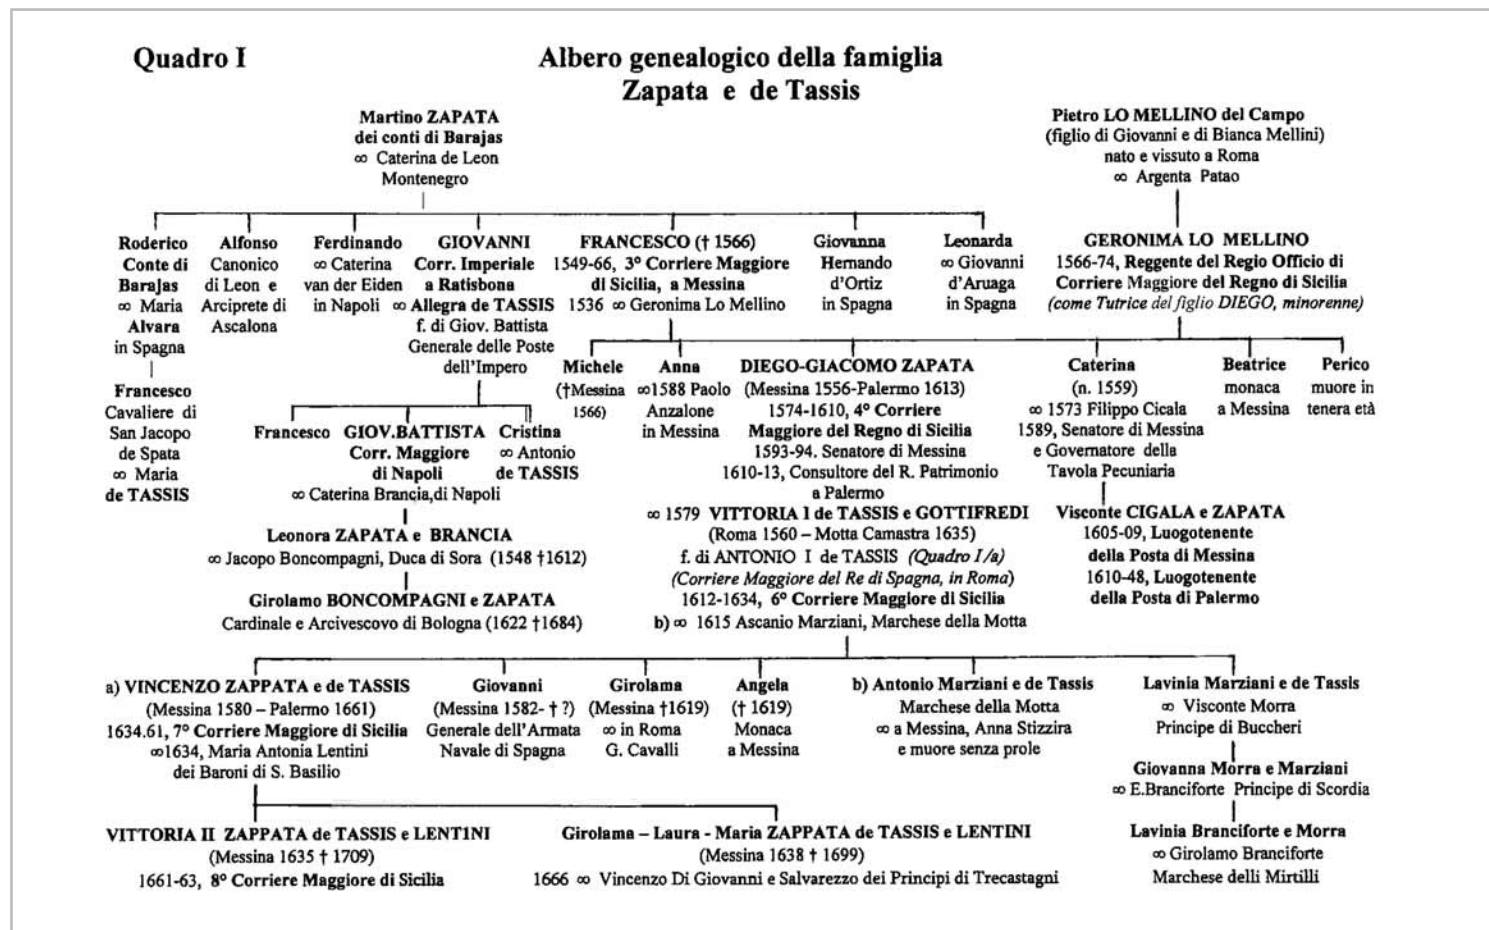 Quadro I
Albero genealogico della famiglia
Zapata e de Tassis
Martino ZAPATA
dei conti di Barajas
∞ Caterina de Leon
Montenegro
Pietro LO MELLINO del Campo
(figlio di Giovanni e di Bianca Mellini)
nato e vissuto a Roma
∞ Argenta Patao
Roderico
Conte di
Barajas
∞ Maria
Alvara
in Spagna
Francesco
Cavaliere di
San Jacopo
de Spata
∞ Maria
de TASSIS
Alfonso
Canonico
di Leon e
Arciprete di
Ascalona
Ferdinando
∞ Caterina
van der Eiden
in Napoli
GIOVANNI
Corr. Imperiale
a Ratisbona
∞ Allegra de TASSIS
f. di Giov. Battista
Generale delle Poste
dell'Impero
FRANCESCO († 1566)
1549-66, 3º Corriere Maggiore
di Sicilia, a Messina
1536 ∞ Geronima Lo Mellino
Giovanna
Hernando
d'Ortiz
in Spagna
Leonarda
∞ Giovanni
d'Aruaga
in Spagna
GERONIMA LO MELLINO
1566-74, Reggente del Regio Officio di
Corriere Maggiore del Regno di Sicilia
(come Tutrice del figlio DIEGO, minorenne)
Francesco
GIOV.BATTISTA
Corr. Maggiore
di Napoli
∞ Caterina Brancia,di Napoli
Cristina
∞ Antonio
de TASSIS
Leonora ZAPATA e BRANCIA
∞ Jacopo Boncompagni, Duca di Sora (1548 †1612)
Girolamo BONCOMPAGNI e ZAPATA
Cardinale e Arcivescovo di Bologna (1622 †1684)
Michele
(†Messina
1566)
Anna
∞1588 Paolo
Anzalone
in Messina
DIEGO-GIACOMO ZAPATA
(Messina 1556-Palermo 1613)
1574-1610, 4º Corriere
Maggiore del Regno di Sicilia
1593-94. Senatore di Messina
1610-13, Consultore del R. Patrimonio
a Palermo
∞ 1579 VITTORIA I de TASSIS e GOTTIFREDI
(Roma 1560 – Motta Camastra 1635)
f. di ANTONIO I de TASSIS (Quadro I/a)
(Corriere Maggiore del Re di Spagna, in Roma)
1612-1634, 6º Corriere Maggiore di Sicilia
b) ∞ 1615 Ascanio Marziani, Marchese della Motta
Caterina
(n. 1559)
∞ 1573 Filippo Cicala
1589, Senatore di Messina
e Governatore della
Tavola Pecuniaria
Visconte CIGALA e ZAPATA
1605-09, Luogotenente
della Posta di Messina
1610-48, Luogotenente
della Posta di Palermo
Beatrice
monaca
a Messina
Perico
muore in
tenera età
a) VINCENZO ZAPPATA e de TASSIS
(Messina 1580 – Palermo 1661)
1634.61, 7º Corriere Maggiore di Sicilia
∞1634, Maria Antonia Lentini
dei Baroni di S. Basilio
Giovanni
(Messina 1582- † ?)
Generale dell'Armata
Navale di Spagna
Girolama
(Messina †1619)
∞ in Roma
G. Cavalli
Angela
(† 1619)
Monaca
a Messina
b) Antonio Marziani e de Tassis
Marchese della Motta
∞ a Messina, Anna Stizzira
e muore senza prole
Lavinia Marziani e de Tassis
∞ Visconte Morra
Principe di Buccheri
Giovanna Morra e Marziani
∞ E.Branciforte Principe di Scordia
Lavinia Branciforte e Morra
∞ Girolamo Branciforte
Marchese delli Mirtilli
VITTORIA II ZAPPATA de TASSIS e LENT1NI
(Messina 1635 † 1709)
1661-63, 8º Corriere Maggiore di Sicilia
Girolama – Laura - Maria ZAPPATA de TASSIS e LENTINI
(Messina 1638 † 1699)
1666 ∞ Vincenzo Di Giovanni e Salvarezzo dei Principi di Trecastagni